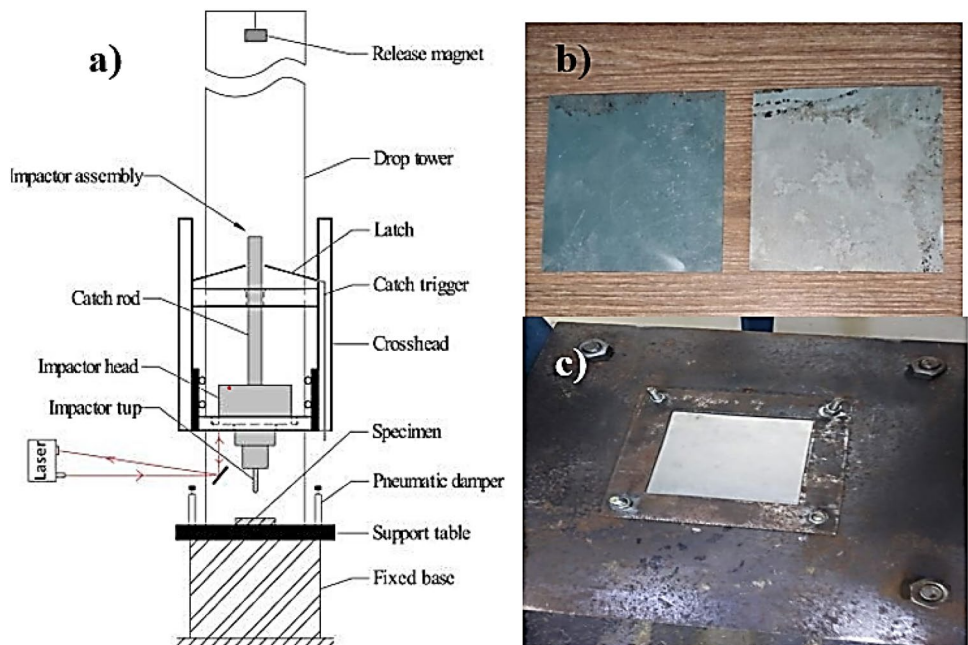 a)
Release magnet
Drop tower
Impactor assembly
Latch
Catch trigger
Catch rod
Crosshead
Impactor head
Impactor tup
Specimen
Laser
Pneumatic damper
Support table
Fixed base
b)
c)